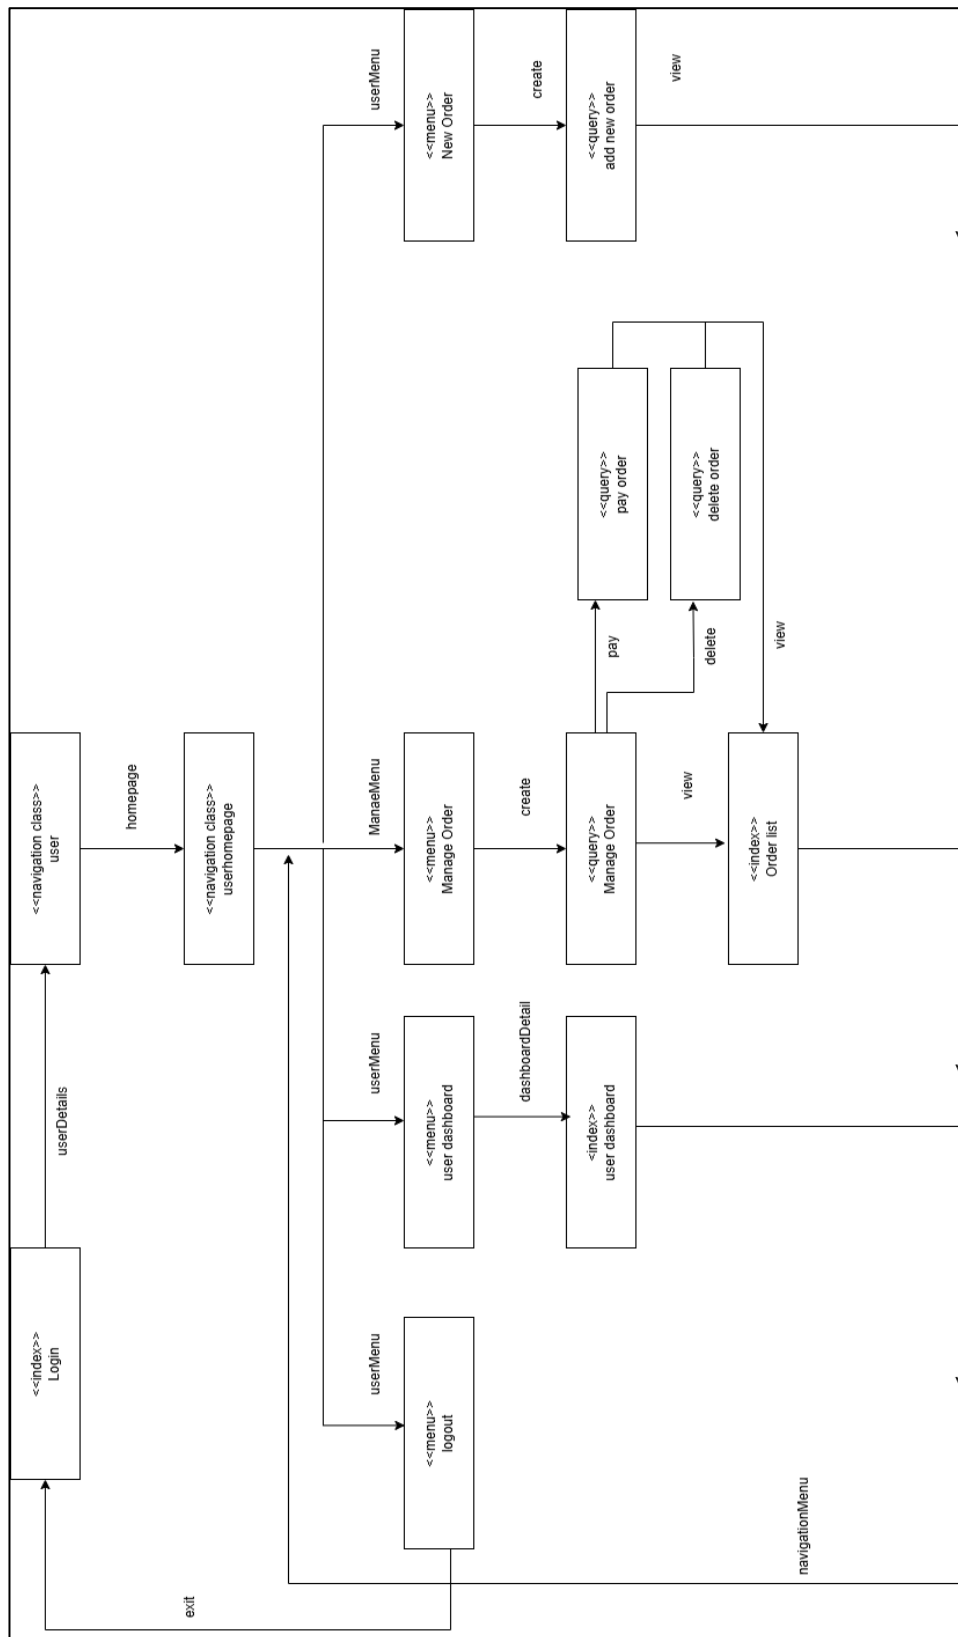 <<index>>
Login
userDetails
<<navigation class>>
user
homepage
<<navigation class>>
userhomepage
exit
userMenu
<<menu>>
logout
userMenu
<<menu>>
user dashboard
dashboardDetail
<index>>
user dashboard
ManaeMenu
<<menu>>
Manage Order
create
<<query>>
Manage Order
view
<<index>>
Order list
pay
<<query>>
pay order
delete
<<query>>
delete order
view
userMenu
<<menu>>
New Order
create
<<query>>
add new order
view
navigationMenu